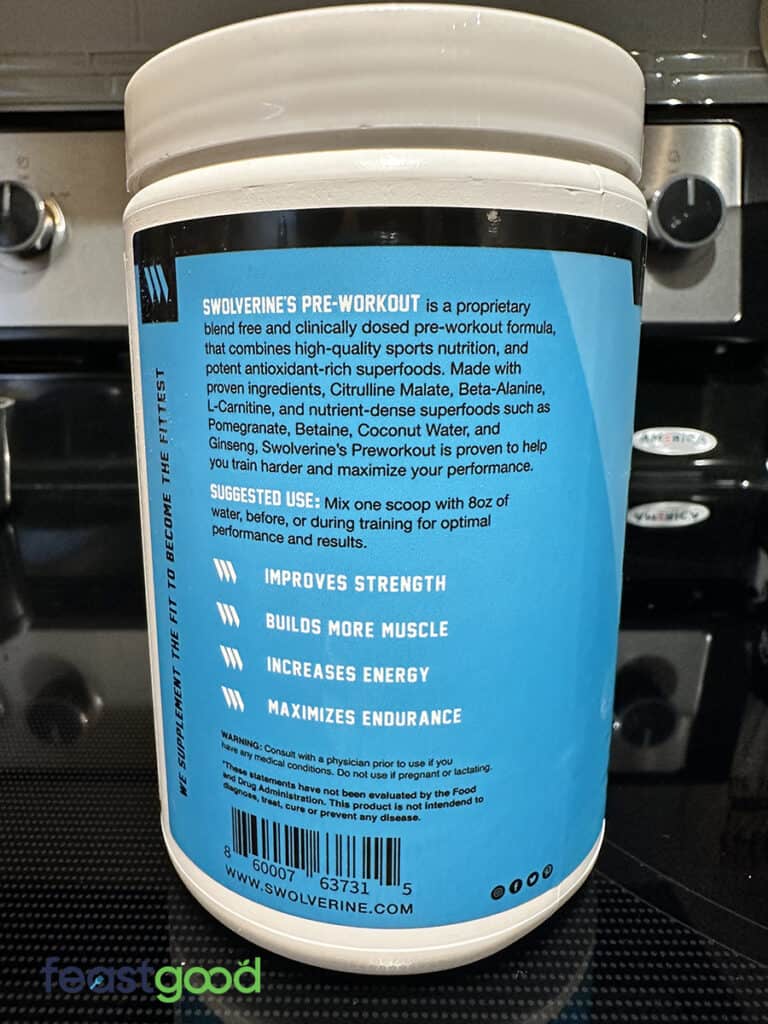 SWOLVERINE'S PRE-WORKOUT is a proprietary
blend free and clinically dosed pre-workout formula,
that combines high-quality sports nutrition, and
potent antioxidant-rich superfoods. Made with
proven ingredients, Citrulline Malate, Beta-Alanine,
L-Carnitine, and nutrient-dense superfoods such as
Pomegranate, Betaine, Coconut Water, and
Ginseng, Swolverine's Preworkout is proven to help
you train harder and maximize your performance.
SUGGESTED USE: Mix one scoop with 8oz of
water, before, or during training for optimal
performance and results.
IMPROVES STRENGTH
BUILDS MORE MUSCLE
INCREASES ENERGY
MAXIMIZES ENDURANCE
WARNING: Consult with a physician prior to use if you
have any medical conditions. Do not use if pregnant or lactating.
*These statements have not been evaluated by the Food
and Drug Administration. This product is not intended to
diagnose, treat, cure or prevent any disease.
8 60007 63731 5
WWW.SWOLVERINE.COM
WE SUPPLEMENT THE FIT TO BECOME THE FITTEST
AMERICA
feastgood